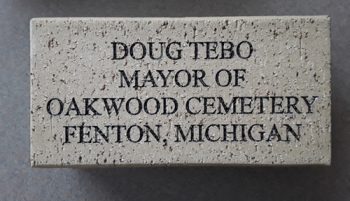 DOUG TEBO
MAYOR OF
OAKWOOD CEMETERY
FENTON, MICHIGAN